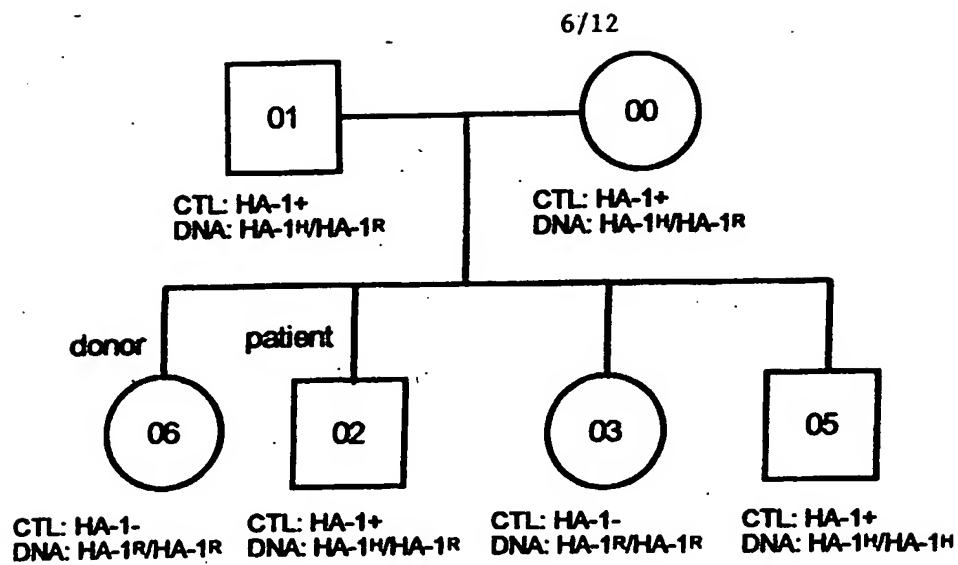 6/12
01
00
CTL: HA-1+
DNA: HA-1H/HA-1R
CTL: HA-1+
DNA: HA-1H/HA-1R
donor
patient
06
02
03
05
CTL: HA-1-
DNA: HA-1R/HA-1R
CTL: HA-1+
DNA: HA-1H/HA-1R
CTL: HA-1-
DNA: HA-1R/HA-1R
CTL: HA-1+
DNA: HA-1H/HA-1H